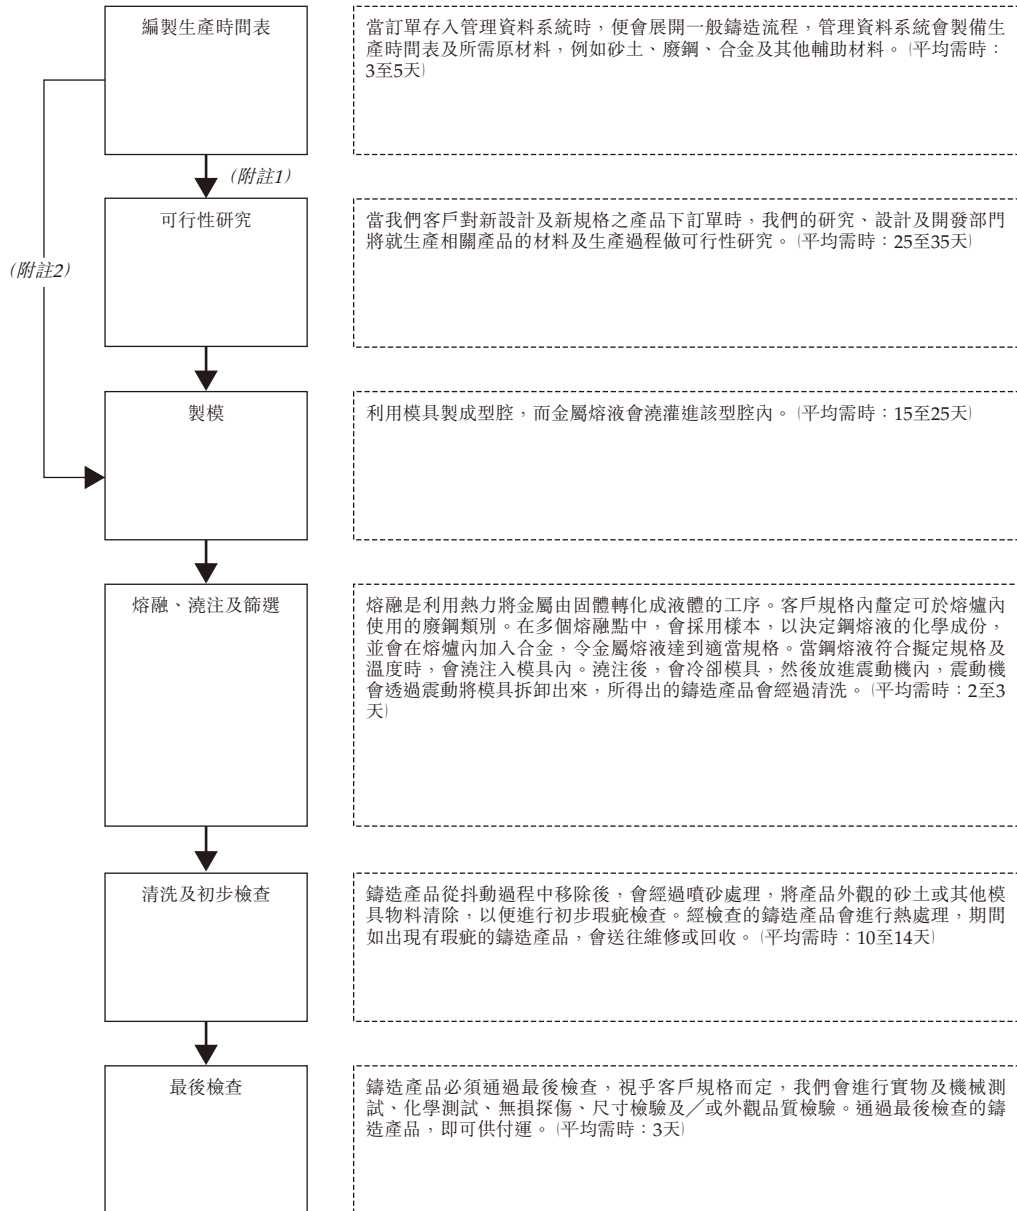 編製生產時間表
當訂單存入管理資料系統時，便會展開一般鑄造流程，管理資料系統會製備生
產時間表及所需原材料，例如砂土、廢鋼、合金及其他輔助材料。（平均需時：
3至5天）
（附註1）
可行性研究
當我們客戶對新設計及新規格之產品下訂單時，我們的研究、設計及開發部門
將就生產相關產品的材料及生產過程做可行性研究。（平均需時：25至35天）
（附註2）
製模
利用模具製成型腔，而金屬熔液會澆灌進該型腔內。（平均需時：15至25天）
熔融、澆注及篩選
熔融是利用熱力將金屬由固體轉化成液體的工序。客戶規格內釐定可於熔爐內
使用的廢鋼類別。在多個熔融點中，會採用樣本，以決定鋼熔液的化學成份，
並會在熔爐內加入合金，令金屬熔液達到適當規格。當鋼熔液符合擬定規格及
溫度時，會澆注入模具內。澆注後，會冷卻模具，然後放進震動機內，震動機
會透過震動將模具拆卸出來，所得出的鑄造產品會經過清洗。（平均需時：2至3
天）
清洗及初步檢查
鑄造產品從抖動過程中移除後，會經過噴砂處理，將產品外觀的砂土或其他模
具物料清除，以便進行初步瑕疵檢查。經檢查的鑄造產品會進行熱處理，期間
如出現有瑕疵的鑄造產品，會送往維修或回收。（平均需時：10至14天）
最後檢查
鑄造產品必須通過最後檢查，視乎客戶規格而定，我們會進行實物及機械測
試、化學測試、無損探傷、尺寸檢驗及／或外觀品質檢驗。通過最後檢查的鑄
造產品，即可供付運。（平均需時：3天）